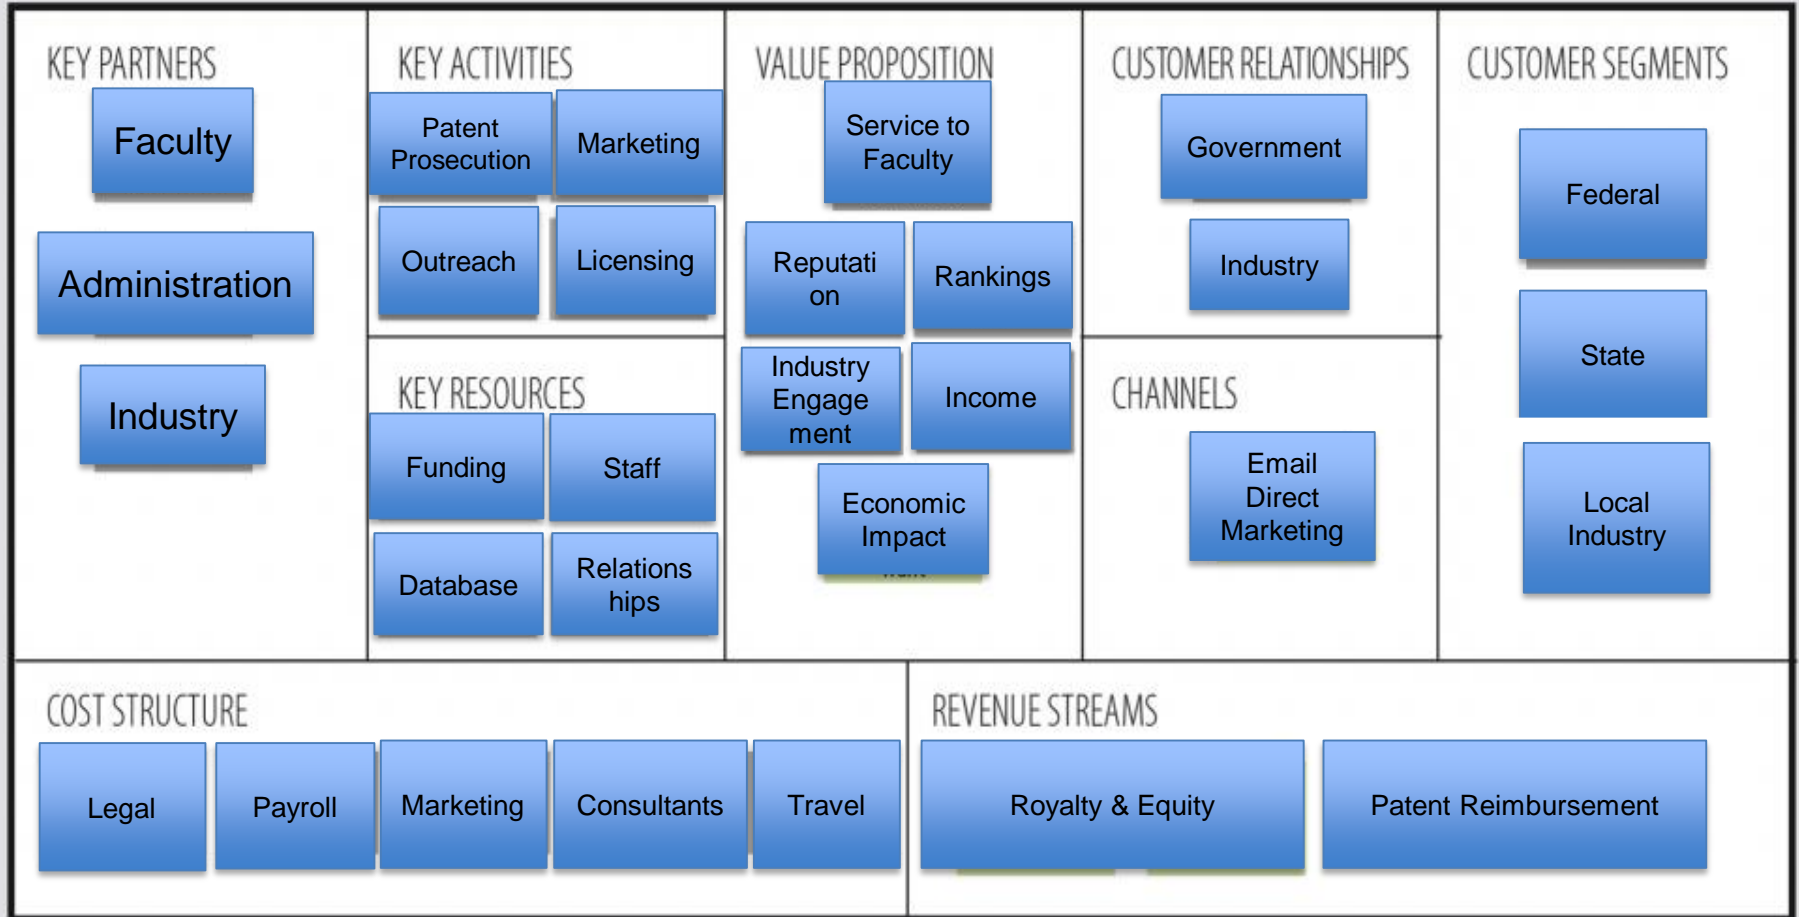 KEY PARTNERS
Faculty
Administration
Industry
KEY ACTIVITIES
Patent
Prosecution
Marketing
Outreach
Licensing
KEY RESOURCES
Funding
Staff
Database
Relations
hips
VALUE PROPOSITION
Service to
Faculty
Reputati
on
Rankings
Industry
Engage
ment
Income
Economic
Impact
CUSTOMER RELATIONSHIPS
Government
Industry
CHANNELS
Email
Direct
Marketing
CUSTOMER SEGMENTS
Federal
State
Local
Industry
COST STRUCTURE
Legal
Payroll
Marketing
Consultants
Travel
REVENUE STREAMS
Royalty & Equity
Patent Reimbursement